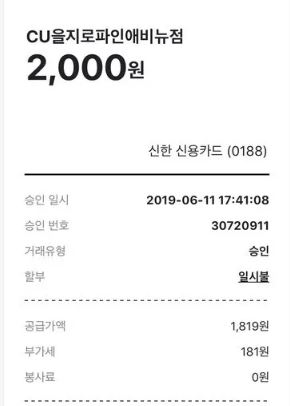 CU을지로파인애비뉴점
2,000원
신한 신용카드 (0188)
승인 일시 2019-06-11 17:41:08
승인 번호 30720911
거래유형 승인
할부 일시불
공급가액 1,819원
부가세 181원
봉사료 0원